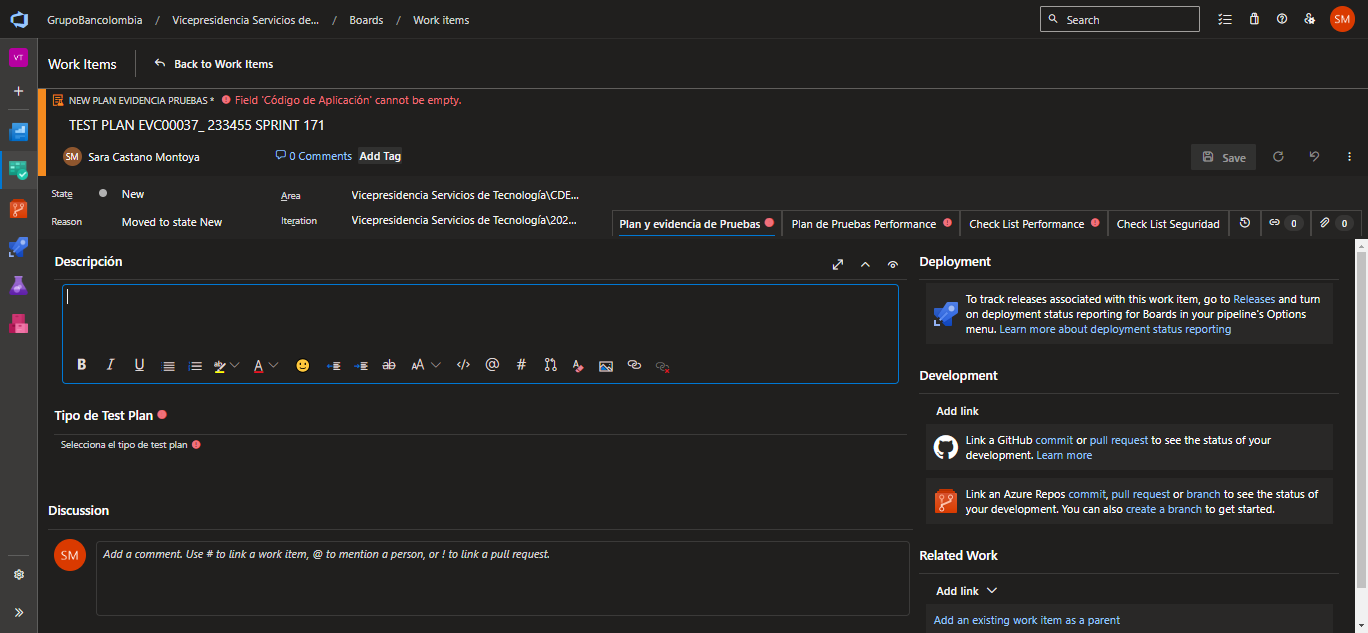 GrupoBancolombia / Vicepresidencia Servicios de... / Boards / Work items
Search
SM
VT
Work Items
Back to Work Items
NEW PLAN EVIDENCIA PRUEBAS * Field 'Código de Aplicación' cannot be empty.
TEST PLAN EVC00037_ 233455 SPRINT 171
SM Sara Castano Montoya
0 Comments Add Tag
Save
State New
Reason Moved to state New
Area Vicepresidencia Servicios de Tecnología\CDE...
Iteration Vicepresidencia Servicios de Tecnología\202...
Plan y evidencia de Pruebas
Plan de Pruebas Performance
Check List Performance
Check List Seguridad
0
0
Descripción
B I U A ab AA </> @ #
Tipo de Test Plan
Selecciona el tipo de test plan
Discussion
SM
Add a comment. Use # to link a work item, @ to mention a person, or ! to link a pull request.
Deployment
To track releases associated with this work item, go to Releases and turn
on deployment status reporting for Boards in your pipeline's Options
menu. Learn more about deployment status reporting
Development
Add link
Link a GitHub commit or pull request to see the status of your
development. Learn more
Link an Azure Repos commit, pull request or branch to see the status of
your development. You can also create a branch to get started.
Related Work
Add link
Add an existing work item as a parent